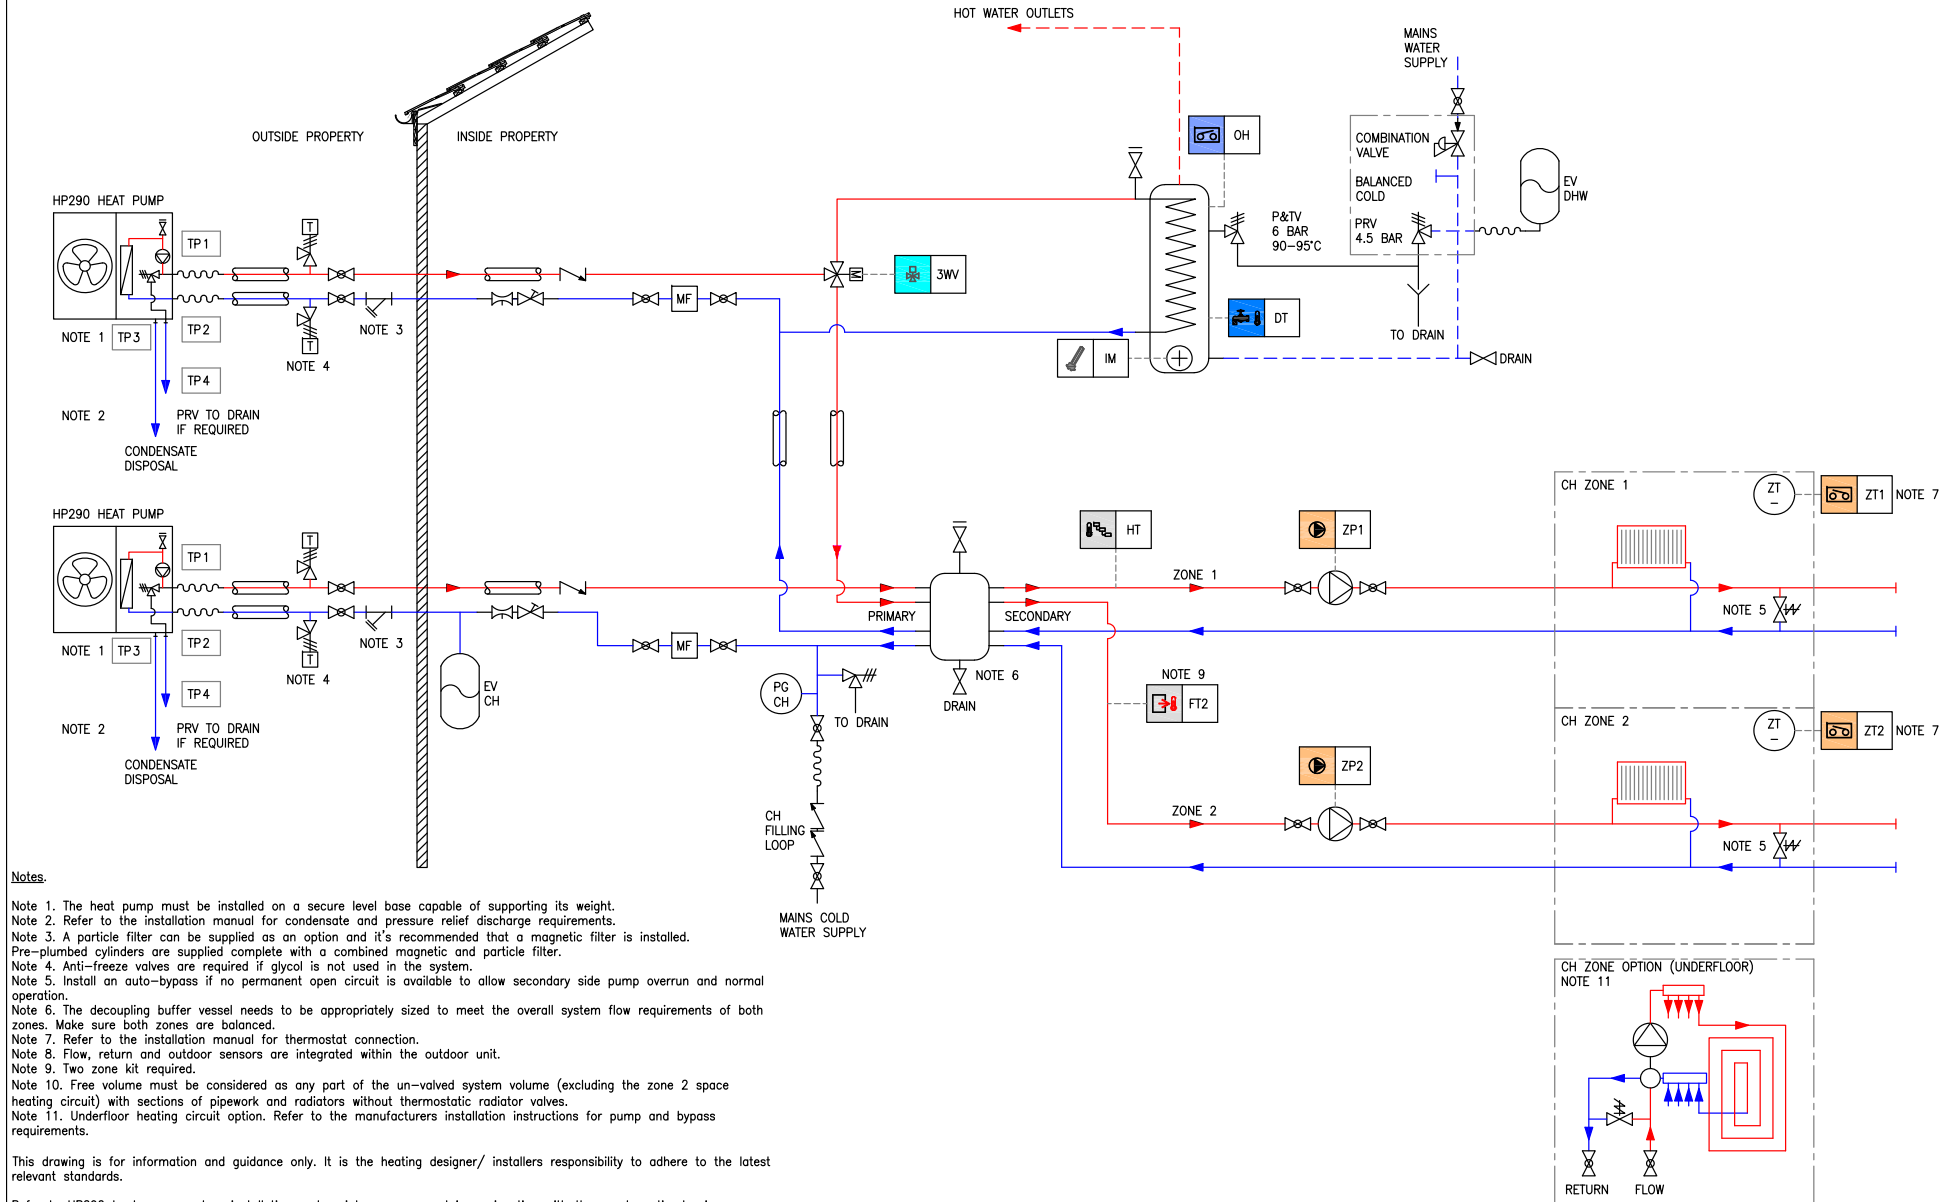 HOT WATER OUTLETS
MAINS
WATER
SUPPLY
OUTSIDE PROPERTY
INSIDE PROPERTY
OH
COMBINATION
VALVE
BALANCED
COLD
PRV
4.5 BAR
EV
DHW
P&TV
6 BAR
90-95°C
HP290 HEAT PUMP
TP1
T
M
3WV
MF
NOTE 1
TP3
TP2
NOTE 3
T
NOTE 4
DT
TO DRAIN
IM
DRAIN
TP4
NOTE 2
PRV TO DRAIN
IF REQUIRED
CONDENSATE
DISPOSAL
CH ZONE 1
ZT
-
ZT1
NOTE 7
HP290 HEAT PUMP
TP1
T
HT
ZP1
ZONE 1
PRIMARY
SECONDARY
NOTE 5
NOTE 1
TP3
TP2
NOTE 3
T
NOTE 4
MF
NOTE 6
DRAIN
EV
CH
PG
CH
TO DRAIN
NOTE 9
FT2
TP4
NOTE 2
PRV TO DRAIN
IF REQUIRED
CONDENSATE
DISPOSAL
CH ZONE 2
ZT
-
ZT2
NOTE 7
ZP2
ZONE 2
NOTE 5
CH
FILLING
LOOP
MAINS COLD
WATER SUPPLY
Notes.
Note 1. The heat pump must be installed on a secure level base capable of supporting its weight.
Note 2. Refer to the installation manual for condensate and pressure relief discharge requirements.
Note 3. A particle filter can be supplied as an option and it's recommended that a magnetic filter is installed.
Pre-plumbed cylinders are supplied complete with a combined magnetic and particle filter.
Note 4. Anti-freeze valves are required if glycol is not used in the system.
Note 5. Install an auto-bypass if no permanent open circuit is available to allow secondary side pump overrun and normal
operation.
Note 6. The decoupling buffer vessel needs to be appropriately sized to meet the overall system flow requirements of both
zones. Make sure both zones are balanced.
Note 7. Refer to the installation manual for thermostat connection.
Note 8. Flow, return and outdoor sensors are integrated within the outdoor unit.
Note 9. Two zone kit required.
Note 10. Free volume must be considered as any part of the un-valved system volume (excluding the zone 2 space
heating circuit) with sections of pipework and radiators without thermostatic radiator valves.
Note 11. Underfloor heating circuit option. Refer to the manufacturers installation instructions for pump and bypass
requirements.
This drawing is for information and guidance only. It is the heating designer/ installers responsibility to adhere to the latest
relevant standards.
CH ZONE OPTION (UNDERFLOOR)
NOTE 11
RETURN
FLOW